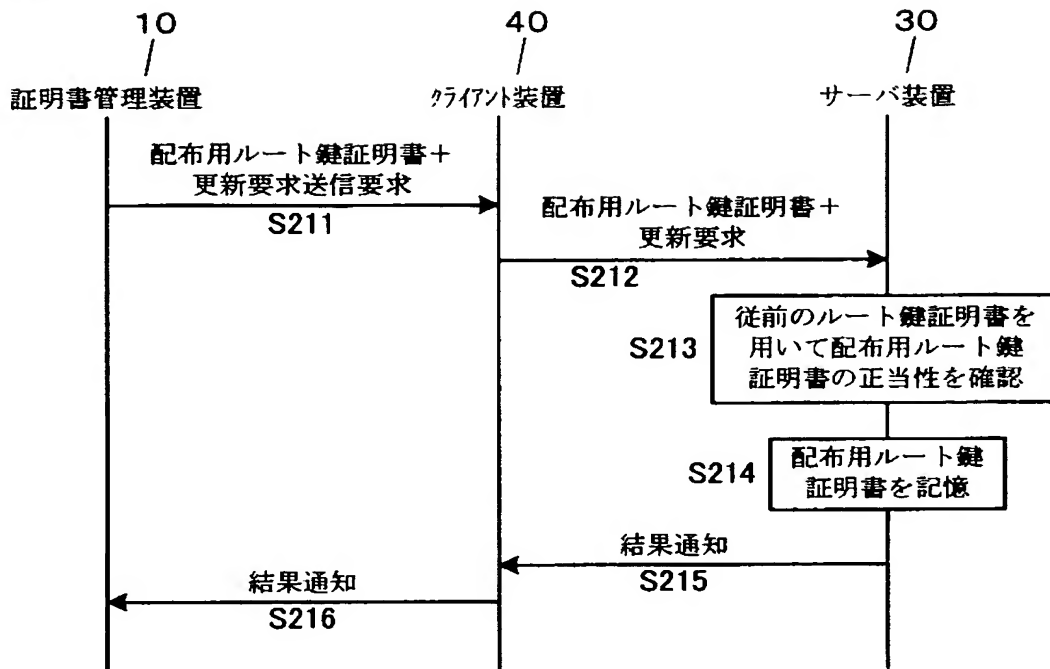 10
40
30
証明書管理装置
クライアント装置
サーバ装置
配布用ルート鍵証明書＋
更新要求送信要求
S211
配布用ルート鍵証明書＋
更新要求
S212
S213
従前のルート鍵証明書を
用いて配布用ルート鍵
証明書の正当性を確認
S214
配布用ルート鍵
証明書を記憶
結果通知
S215
結果通知
S216